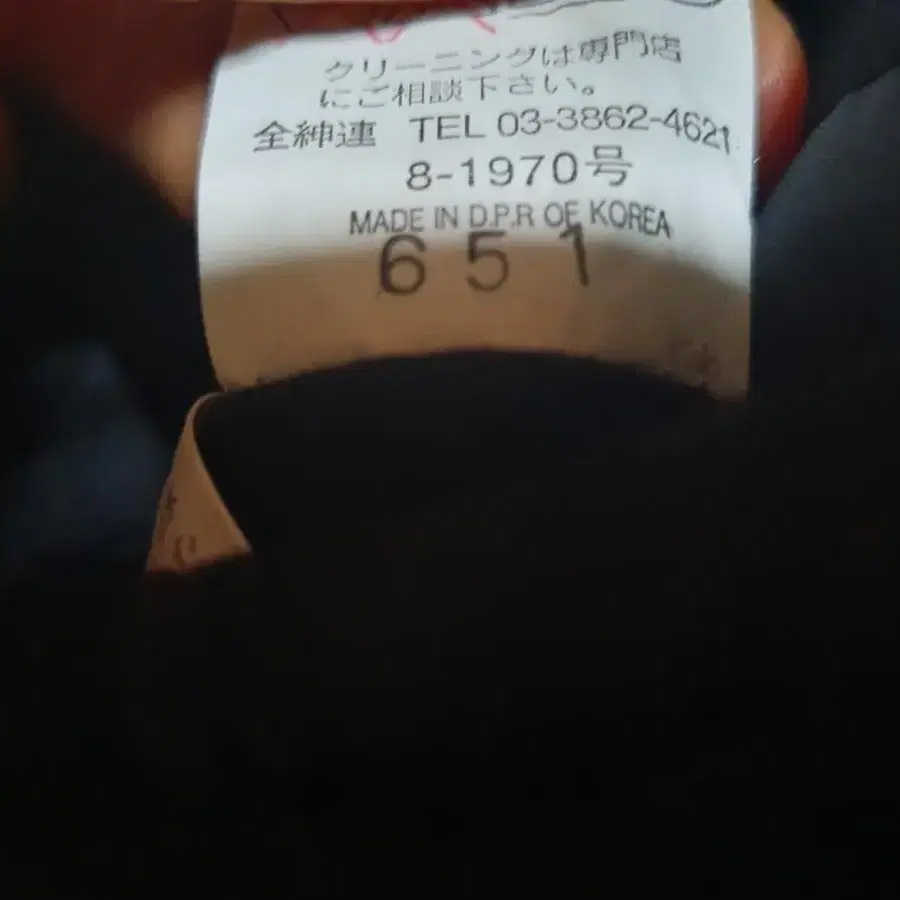 クリーニングは専門店
にご相談下さい。
全紳連 TEL 03-3862-4621
8-1970号
MADE IN D.P.R OF KOREA
651